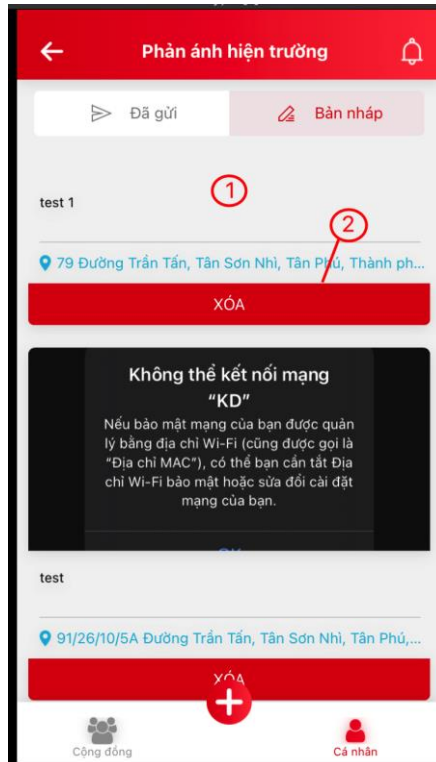 Phản ánh hiện trường
Đã gửi
Bản nháp
1
test 1
2
79 Đường Trần Tấn, Tân Sơn Nhì, Tân Phú, Thành ph...
XÓA
Không thể kết nối mạng
“KD”
Nếu bảo mật mạng của bạn được quản
lý bằng địa chỉ Wi-Fi (cũng được gọi là
“Địa chỉ MAC”), có thể bạn cần tắt Địa
chỉ Wi-Fi bảo mật hoặc sửa đổi cài đặt
mạng của bạn.
test
91/26/10/5A Đường Trần Tấn, Tân Sơn Nhì, Tân Phú,...
XÓA
Cộng đồng
Cá nhân